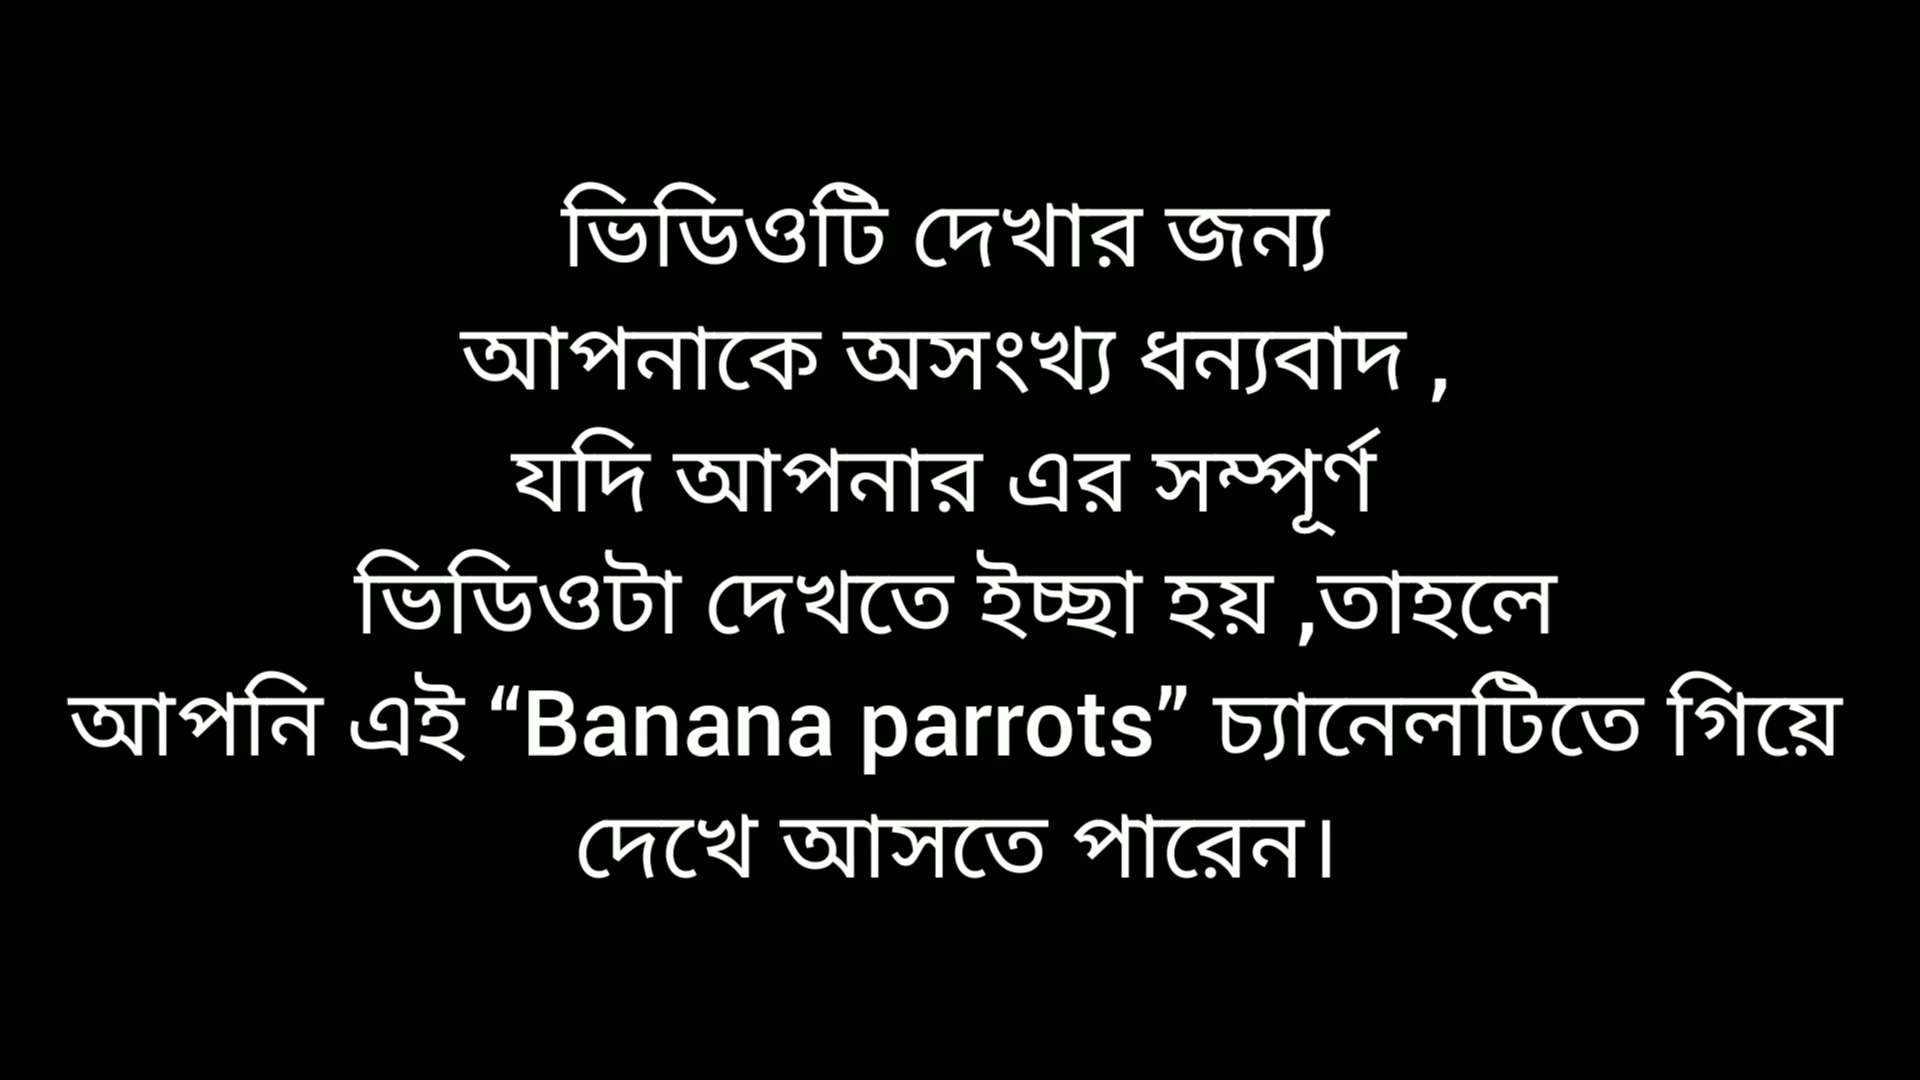 ভিডিওটি দেখার জন্য
আপনাকে অসংখ্য ধন্যবাদ ,
যদি আপনার এর সম্পূর্ণ
ভিডিওটা দেখতে ইচ্ছা হয় ,তাহলে
আপনি এই “Banana parrots” চ্যানেলটিতে গিয়ে
দেখে আসতে পারেন।